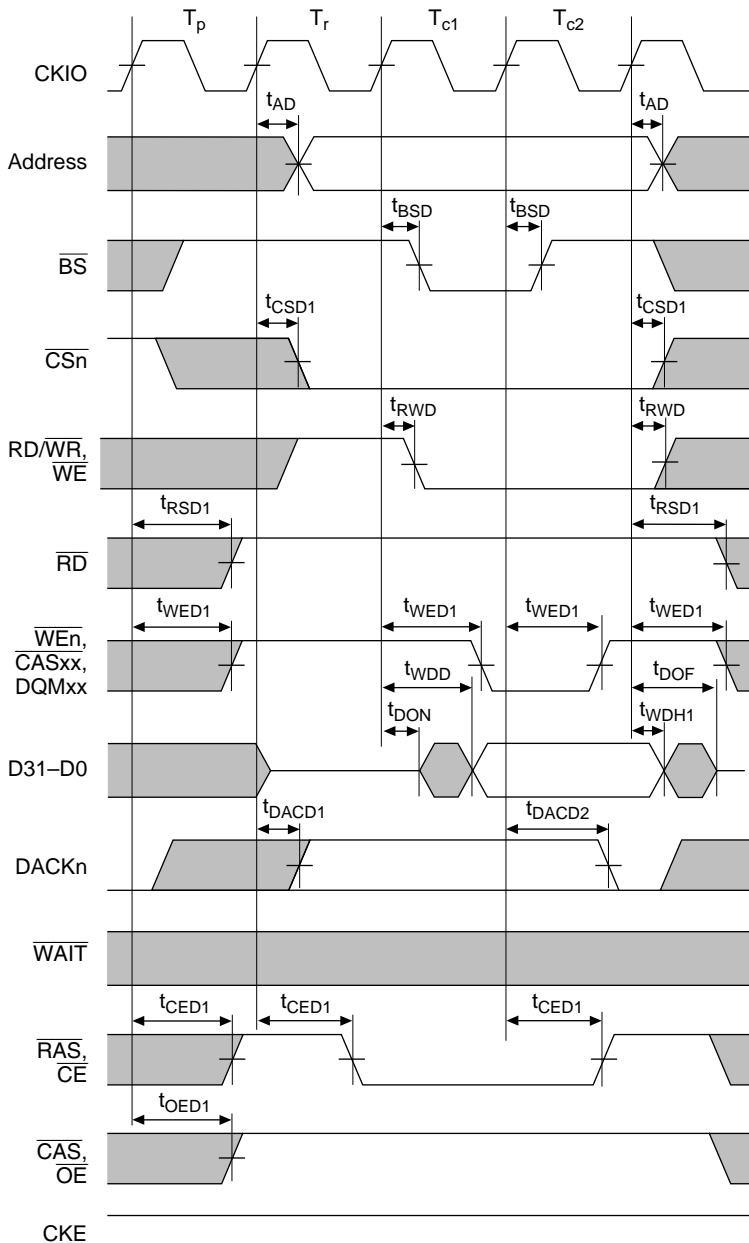 Tp Tr Tc1 Tc2
CKIO
tAD tAD
Address
tBSD tBSD
BS
tCSD1 tCSD1
CSn
tRWD tRWD
RD/WR,
WE
tRSD1 tRSD1
RD
tWED1 tWED1 tWED1 tWED1
WEn,
CASxx,
DQMxx
tWDD tDOF
tDON tWDH1
D31–D0
tDACD1 tDACD2
DACKn
WAIT
tCED1 tCED1 tCED1
RAS,
CE
tOED1
CAS,
OE
CKE